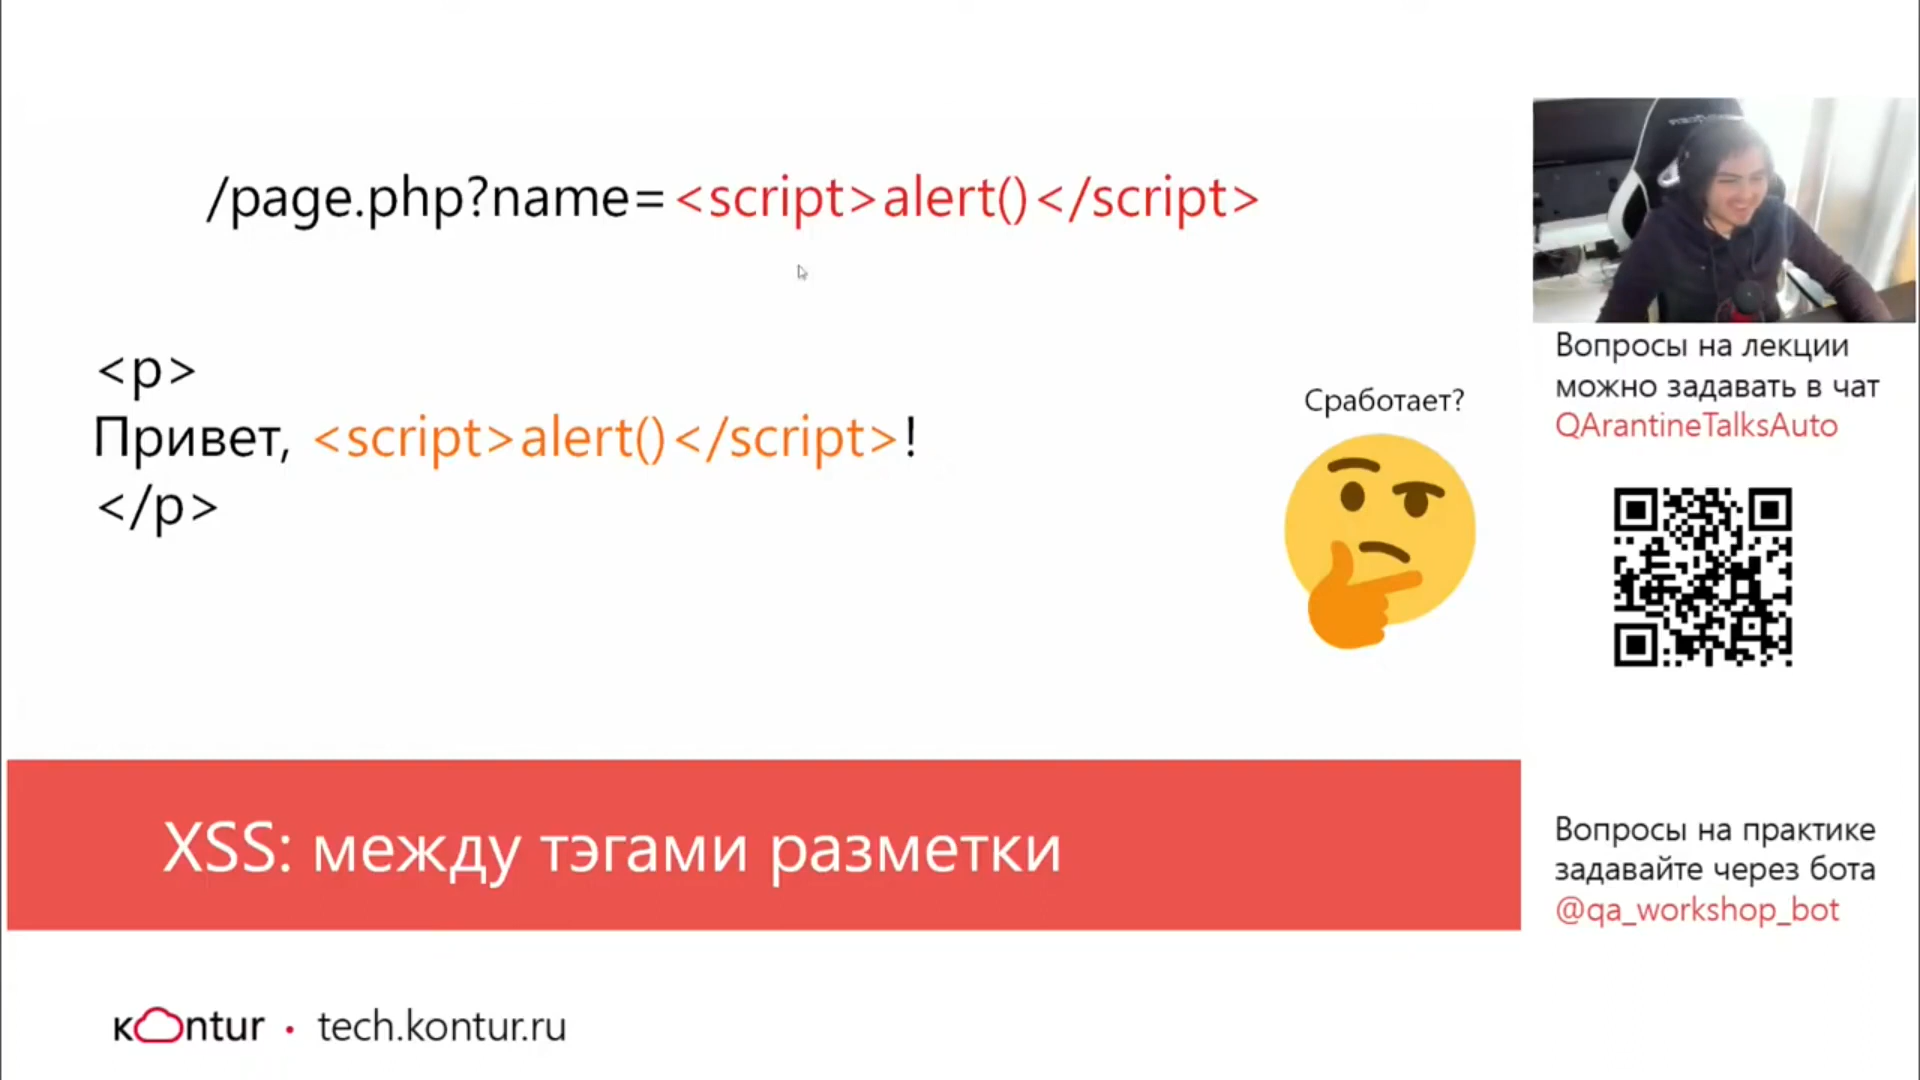 /page.php?name=<script>alert()</script>
<p>
Привет, <script>alert()</script>!
</p>
Сработает?
XSS: между тэгами разметки
кontur • tech.kontur.ru
Вопросы на лекции
можно задавать в чат
QArantineTalksAuto
Вопросы на практике
задавайте через бота
@qa_workshop_bot